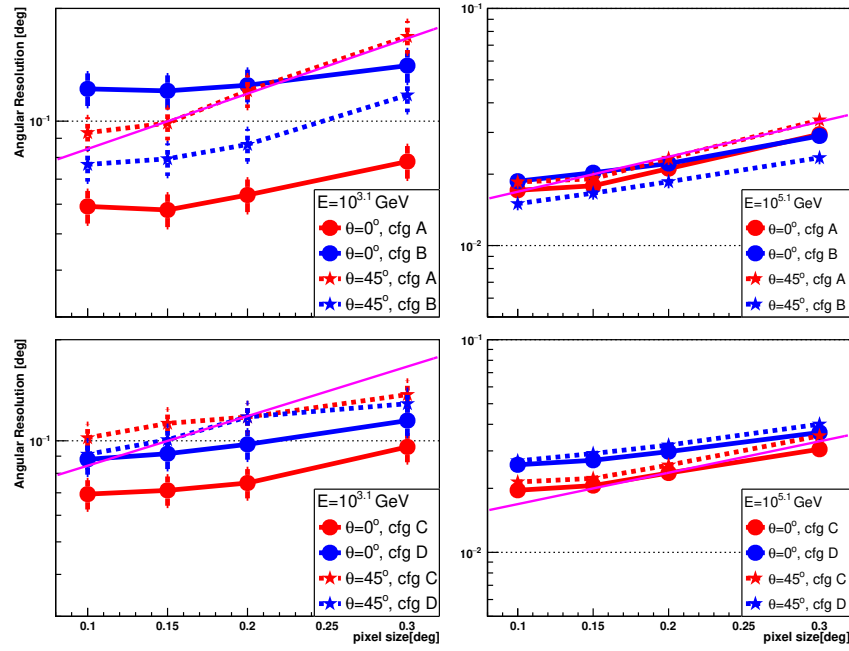 Angular Resolution [deg]
10⁻¹
E=10^3.1 GeV
θ=0°, cfg A
θ=0°, cfg B
θ=45°, cfg A
θ=45°, cfg B
10⁻¹
10⁻²
E=10^5.1 GeV
θ=0°, cfg A
θ=0°, cfg B
θ=45°, cfg A
θ=45°, cfg B
Angular Resolution [deg]
10⁻¹
E=10^3.1 GeV
θ=0°, cfg C
θ=0°, cfg D
θ=45°, cfg C
θ=45°, cfg D
0.1 0.15 0.2 0.25 0.3
pixel size[deg]
10⁻¹
10⁻²
E=10^5.1 GeV
θ=0°, cfg C
θ=0°, cfg D
θ=45°, cfg C
θ=45°, cfg D
0.1 0.15 0.2 0.25 0.3
pixel size[deg]